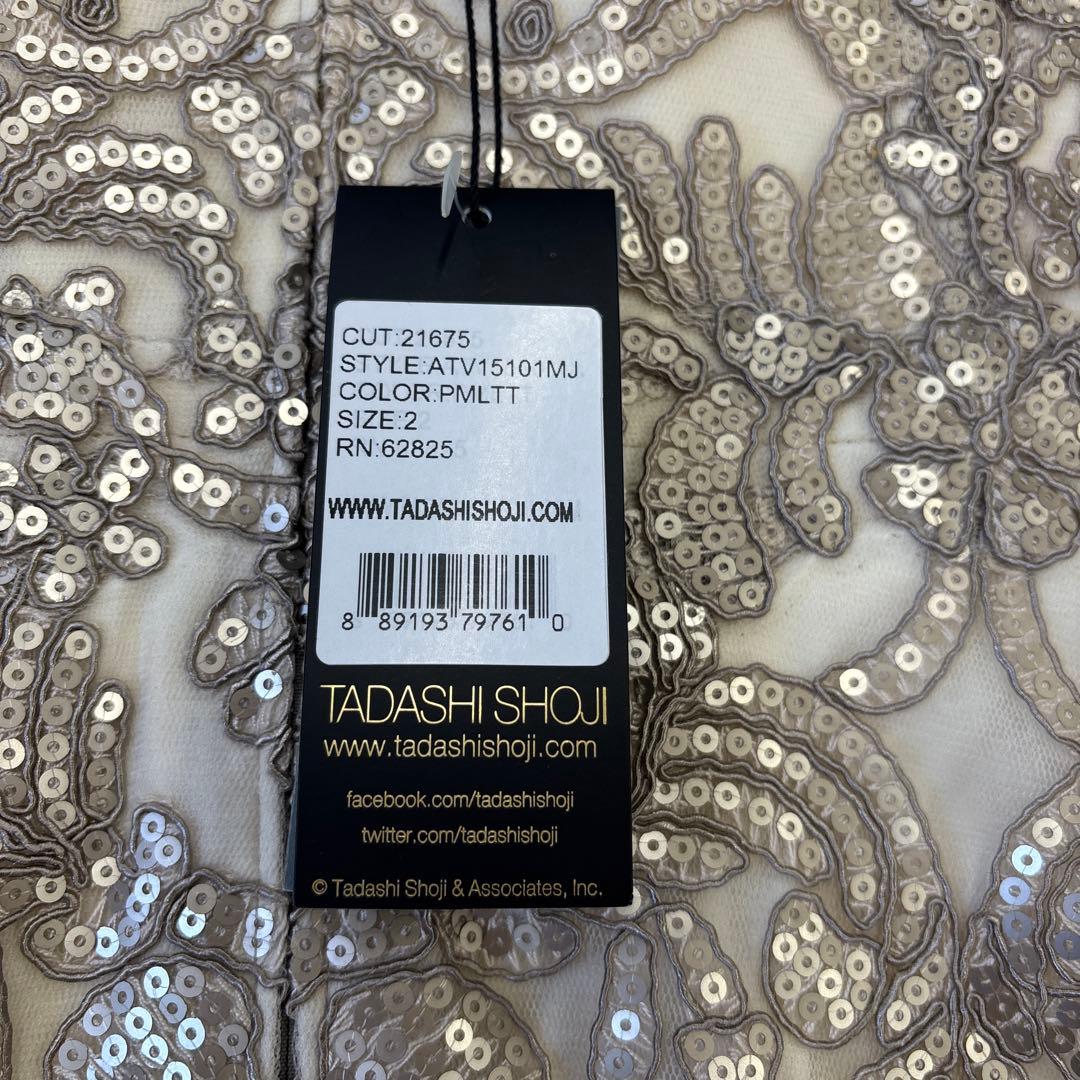 CUT:21675
STYLE:ATV15101MJ
COLOR:PMLTT
SIZE:2
RN:62825
WWW.TADASHISHOJI.COM
8 89193 79761 0
TADASHI SHOJI
www.tadashishoji.com
facebook.com/tadashishoji
twitter.com/tadashishoji
© Tadashi Shoji & Associates, Inc.